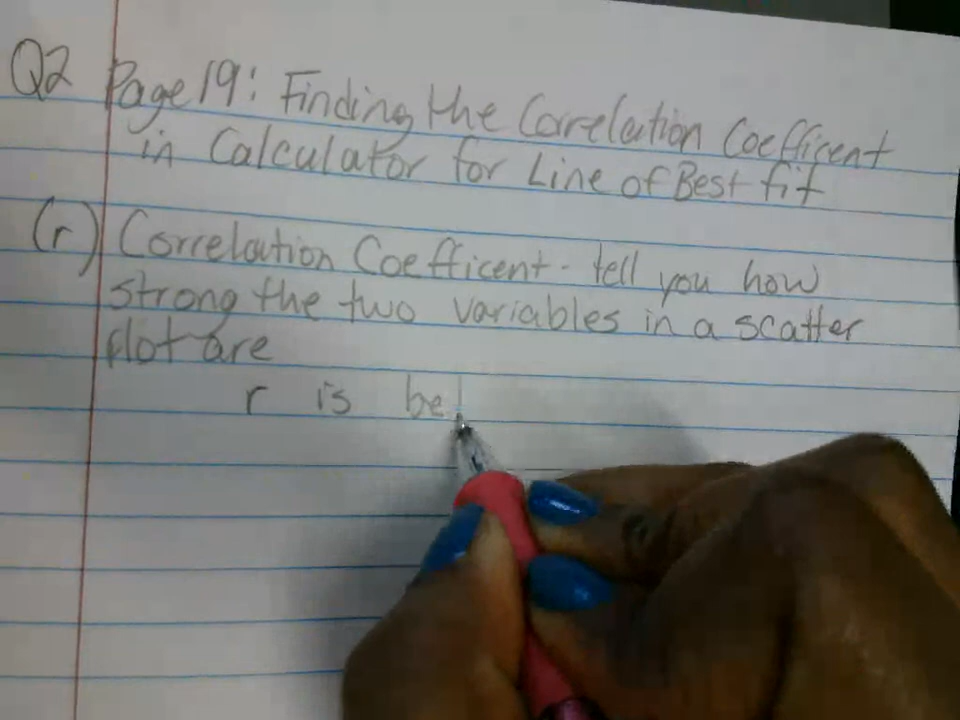 Q2 Page 19: Finding the Correlation Coefficent
in Calculator for Line of Best fit
(r) Correlation Coefficent - tell you how
strong the two variables in a scatter
plot are
r is be